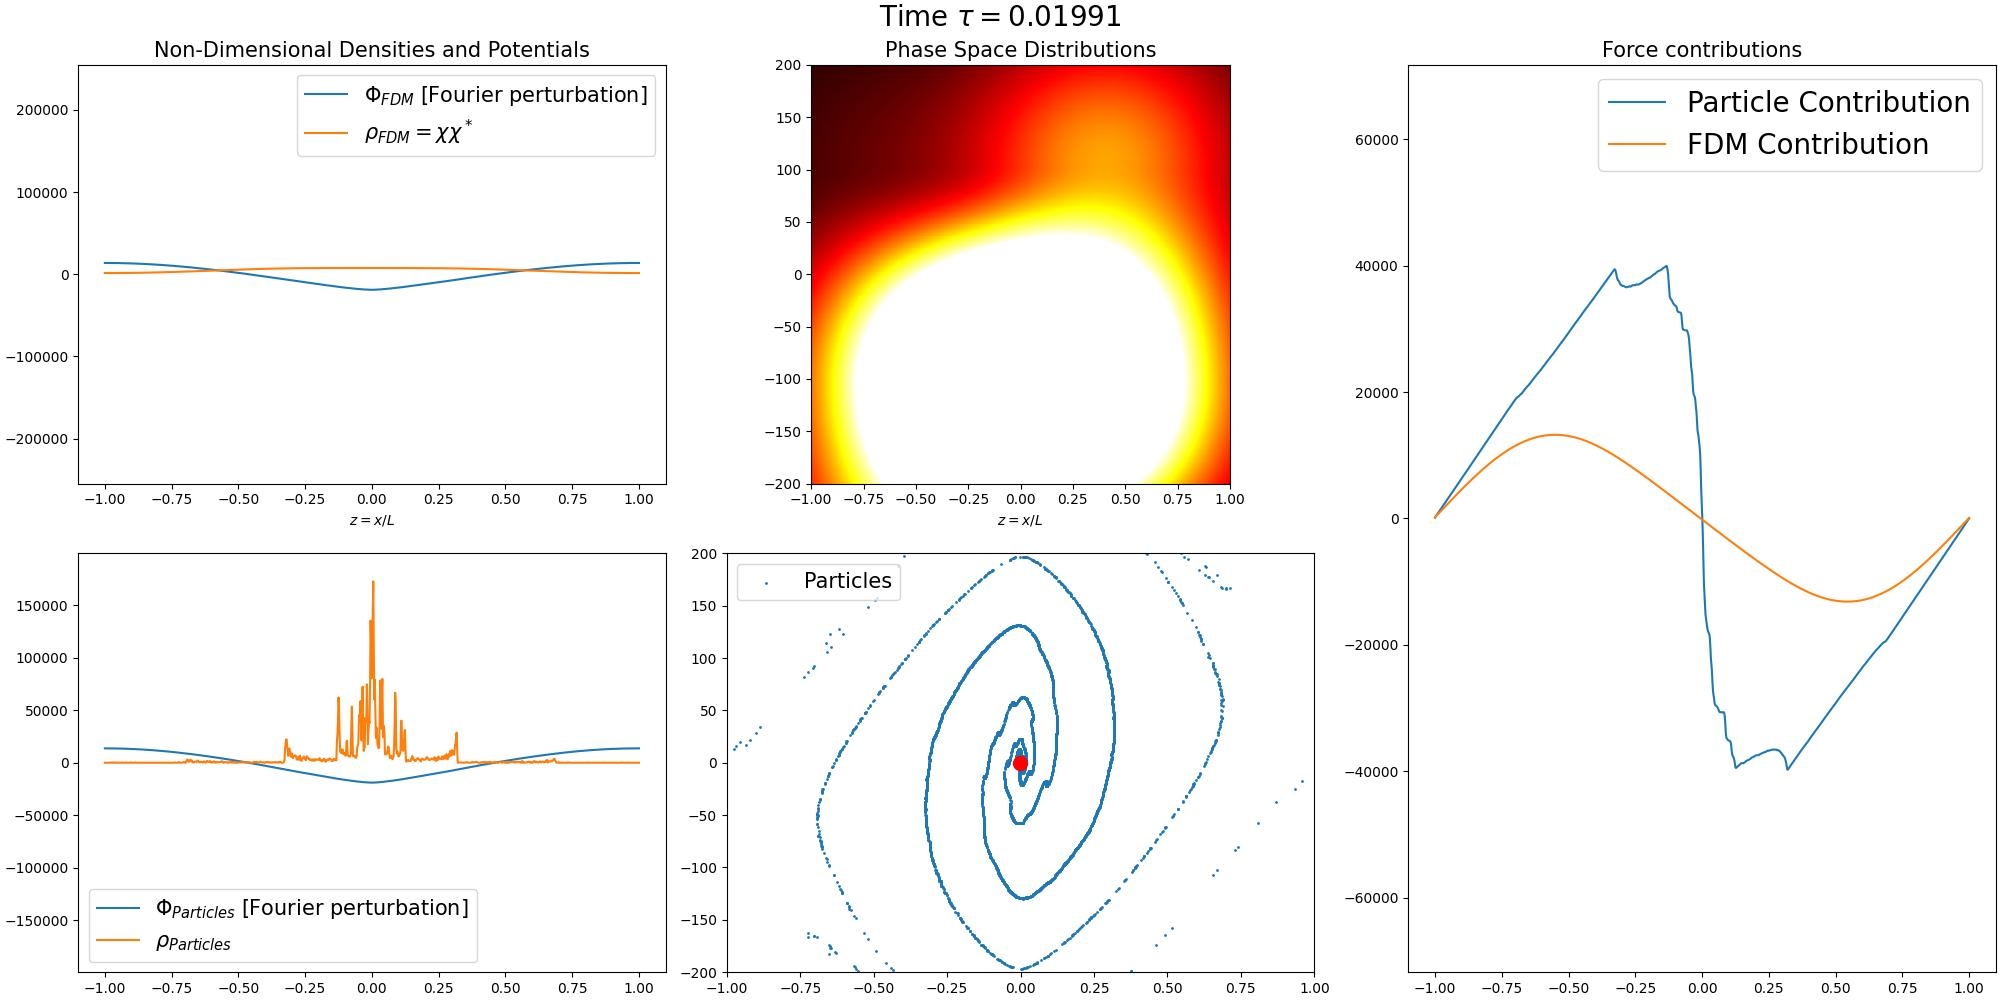 Time τ = 0.01991
Non-Dimensional Densities and Potentials
Φ_FDM [Fourier perturbation]
ρ_FDM = χχ*
200000
100000
0
−100000
−200000
−1.00 −0.75 −0.50 −0.25 0.00 0.25 0.50 0.75 1.00
z = x/L
Phase Space Distributions
200
150
100
50
0
−50
−100
−150
−200
−1.00 −0.75 −0.50 −0.25 0.00 0.25 0.50 0.75 1.00
z = x/L
Force contributions
Particle Contribution
FDM Contribution
60000
40000
20000
0
−20000
−40000
−60000
−1.00 −0.75 −0.50 −0.25 0.00 0.25 0.50 0.75 1.00
150000
100000
50000
0
−50000
−100000
−150000
Φ_Particles [Fourier perturbation]
ρ_Particles
−1.00 −0.75 −0.50 −0.25 0.00 0.25 0.50 0.75 1.00
Particles
200
150
100
50
0
−50
−100
−150
−200
−1.00 −0.75 −0.50 −0.25 0.00 0.25 0.50 0.75 1.00